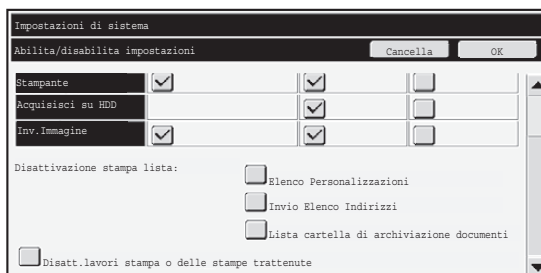 Impostazioni di sistema
Abilita/disabilita impostazioni
Cancella
OK
Stampante
Acquisisci su HDD
Inv.Immagine
Disattivazione stampa lista:
Elenco Personalizzazioni
Invio Elenco Indirizzi
Lista cartella di archiviazione documenti
Disatt.lavori stampa o delle stampe trattenute